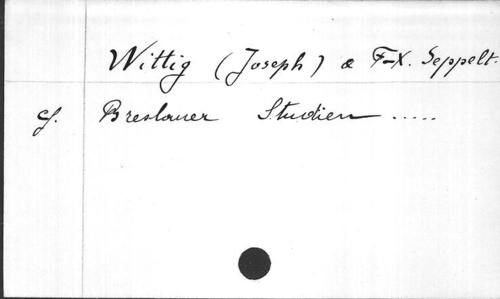 Wittig (Joseph) & F-X. Seppelt.
cf. Breslauer Studien .....